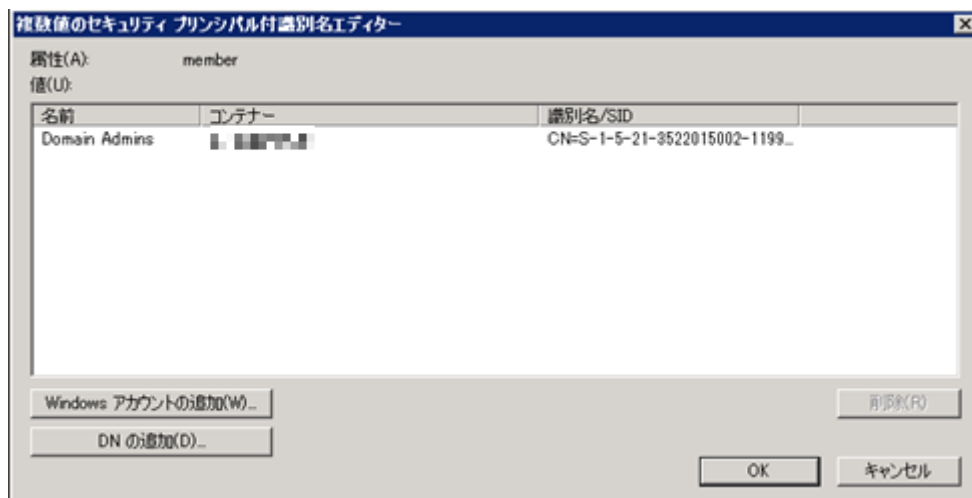 複数値のセキュリティ プリンシパル付識別名エディター
属性(A): member
値(U):
名前 コンテナー 識別名/SID
Domain Admins CN=S-1-5-21-3522015002-1199...
Windows アカウントの追加(W)...
削除(R)
DN の追加(D)...
OK キャンセル